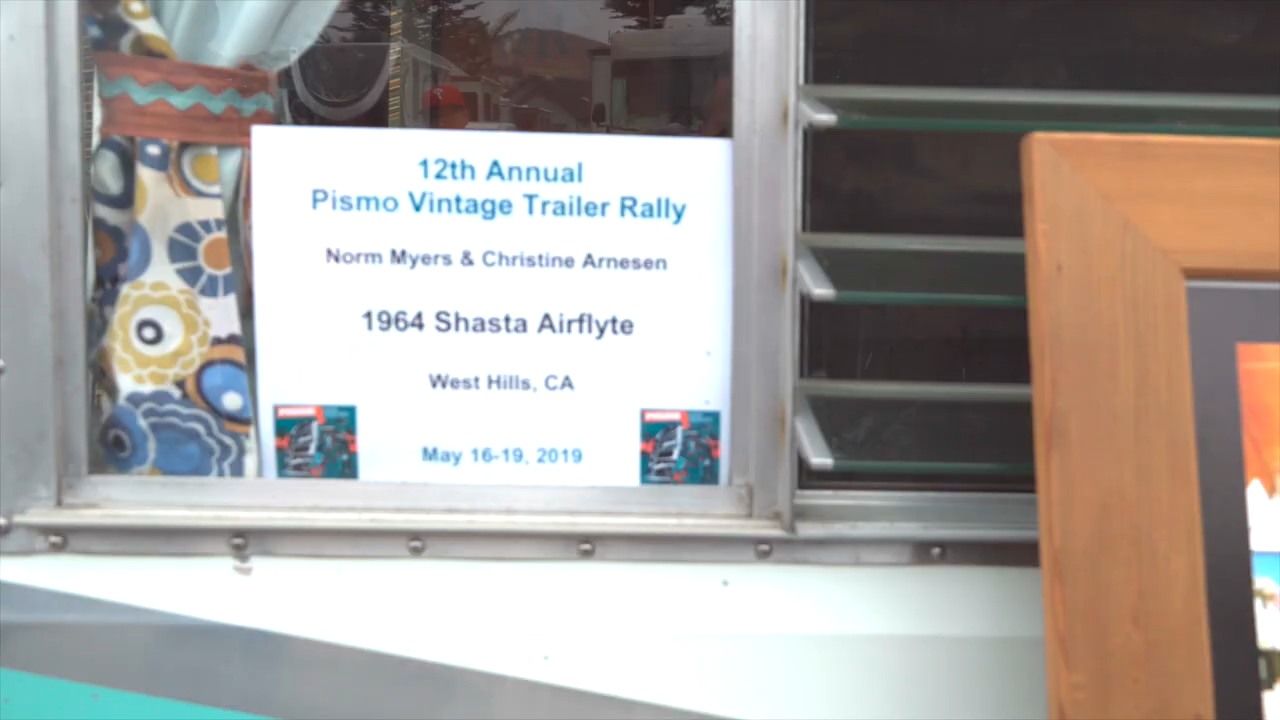 12th Annual
Pismo Vintage Trailer Rally
Norm Myers & Christine Arnesen
1964 Shasta Airflyte
West Hills, CA
May 16-19, 2019